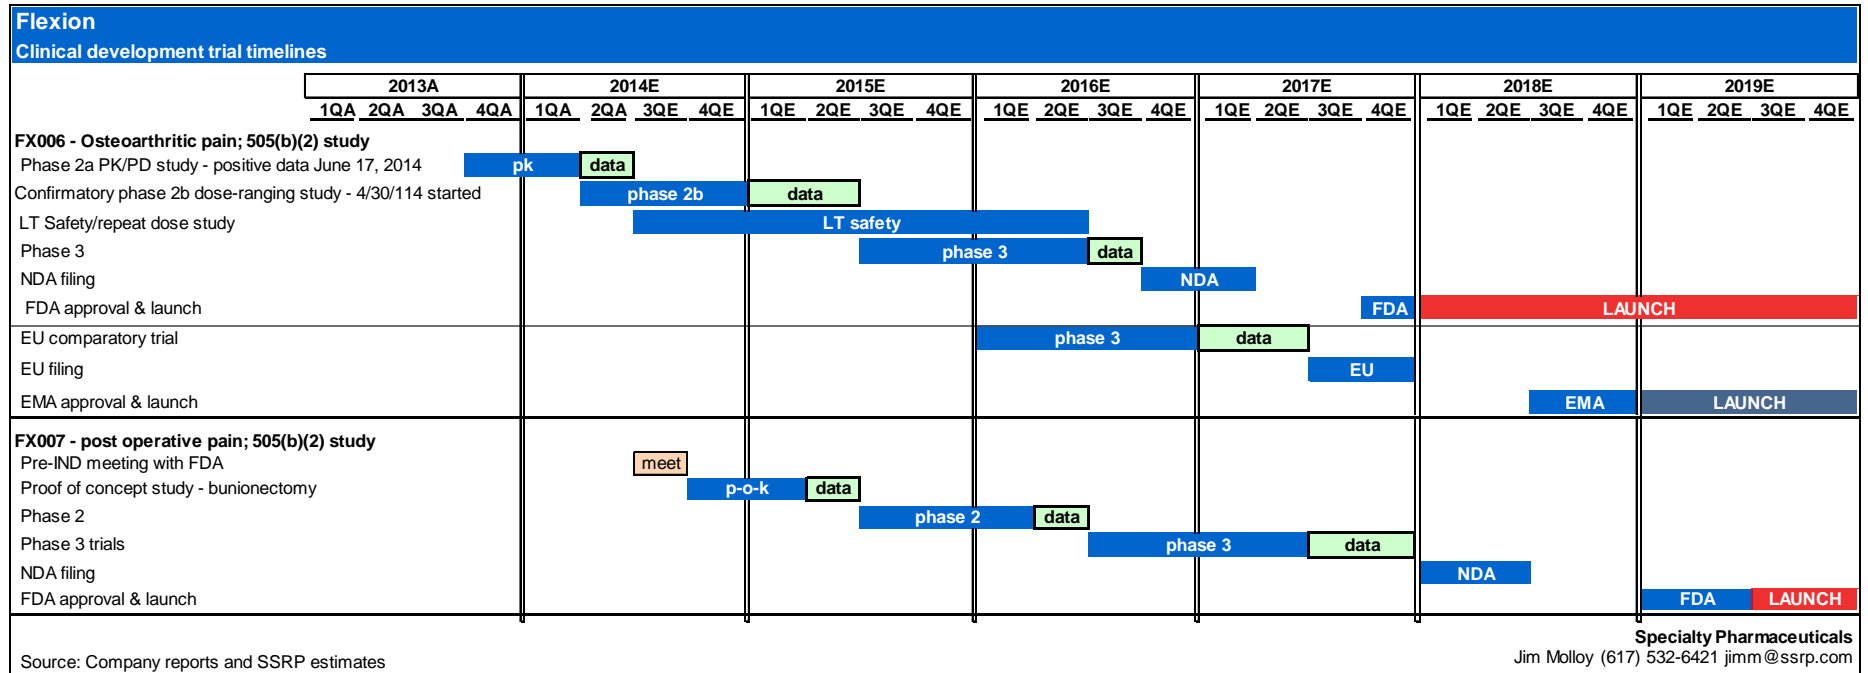 Flexion
Clinical development trial timelines
2013A 2014E 2015E 2016E 2017E 2018E 2019E
1QA 2QA 3QA 4QA 1QA 2QA 3QE 4QE 1QE 2QE 3QE 4QE 1QE 2QE 3QE 4QE 1QE 2QE 3QE 4QE 1QE 2QE 3QE 4QE 1QE 2QE 3QE 4QE
FX006 - Osteoarthritic pain; 505(b)(2) study
Phase 2a PK/PD study - positive data June 17, 2014 pk data
Confirmatory phase 2b dose-ranging study - 4/30/114 started phase 2b data
LT Safety/repeat dose study LT safety
Phase 3 phase 3 data
NDA filing NDA
FDA approval & launch FDA LAUNCH
EU comparatory trial phase 3 data
EU filing EU
EMA approval & launch EMA LAUNCH
FX007 - post operative pain; 505(b)(2) study
Pre-IND meeting with FDA meet
Proof of concept study - bunionectomy p-o-k data
Phase 2 phase 2 data
Phase 3 trials phase 3 data
NDA filing NDA
FDA approval & launch FDA LAUNCH
Specialty Pharmaceuticals
Source: Company reports and SSRP estimates Jim Molloy (617) 532-6421 jimm@ssrp.com